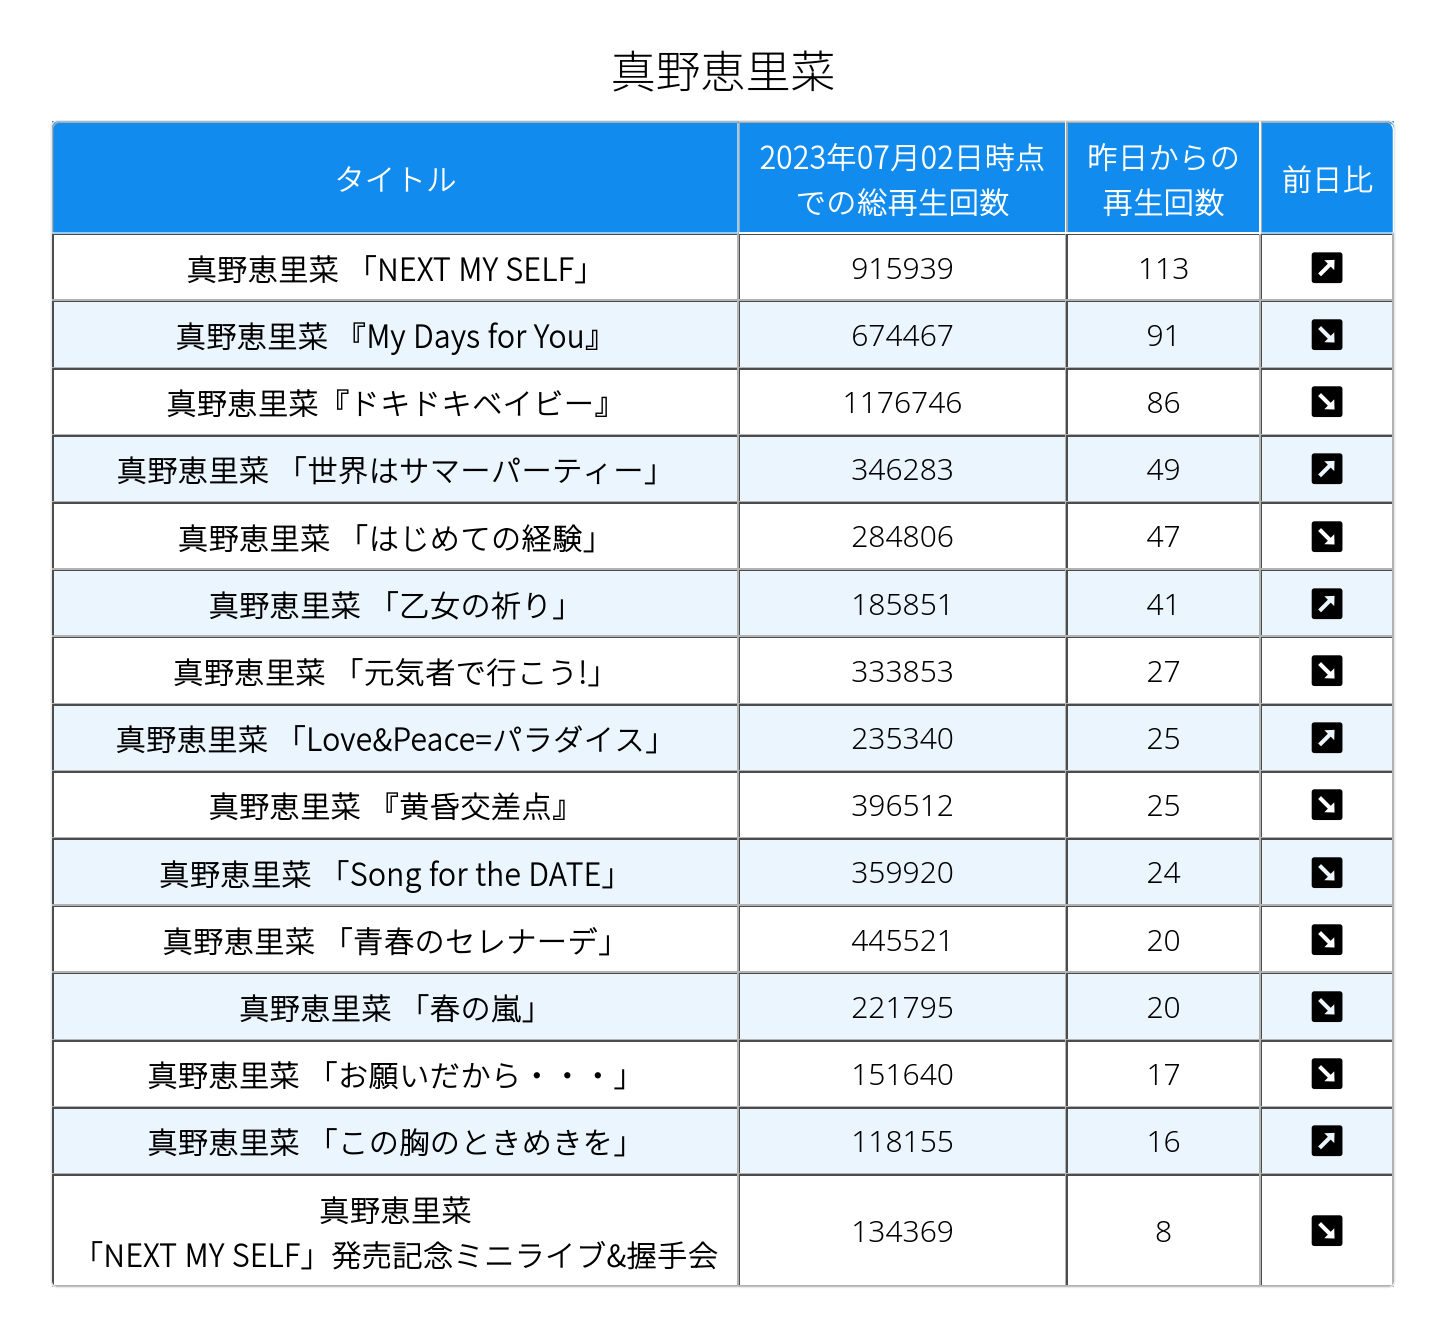 真野恵里菜
タイトル
2023年07月02日時点
での総再生回数
昨日からの
再生回数
前日比
真野恵里菜 「NEXT MY SELF」 915939 113 ↗
真野恵里菜 『My Days for You』 674467 91 ↘
真野恵里菜『ドキドキベイビー』 1176746 86 ↘
真野恵里菜 「世界はサマーパーティー」 346283 49 ↗
真野恵里菜 「はじめての経験」 284806 47 ↘
真野恵里菜 「乙女の祈り」 185851 41 ↗
真野恵里菜 「元気者で行こう!」 333853 27 ↘
真野恵里菜 「Love&Peace=パラダイス」 235340 25 ↗
真野恵里菜 『黄昏交差点』 396512 25 ↘
真野恵里菜 「Song for the DATE」 359920 24 ↘
真野恵里菜 「青春のセレナーデ」 445521 20 ↘
真野恵里菜 「春の嵐」 221795 20 ↘
真野恵里菜 「お願いだから・・・」 151640 17 ↘
真野恵里菜 「この胸のときめきを」 118155 16 ↗
真野恵里菜
「NEXT MY SELF」発売記念ミニライブ&握手会 134369 8 ↘